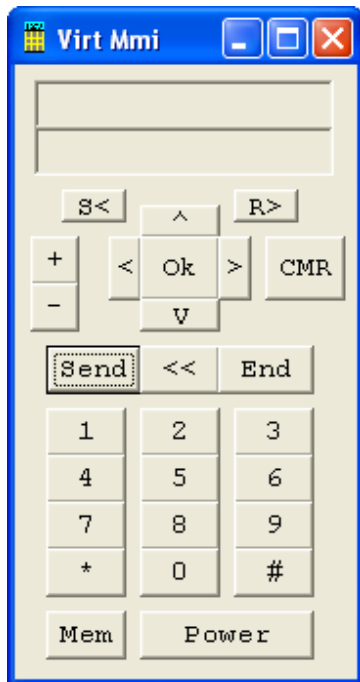 Virt Mmi
S< ^ R>
+ < Ok > CMR
- V
Send << End
1 2 3
4 5 6
7 8 9
* 0 #
Mem Power